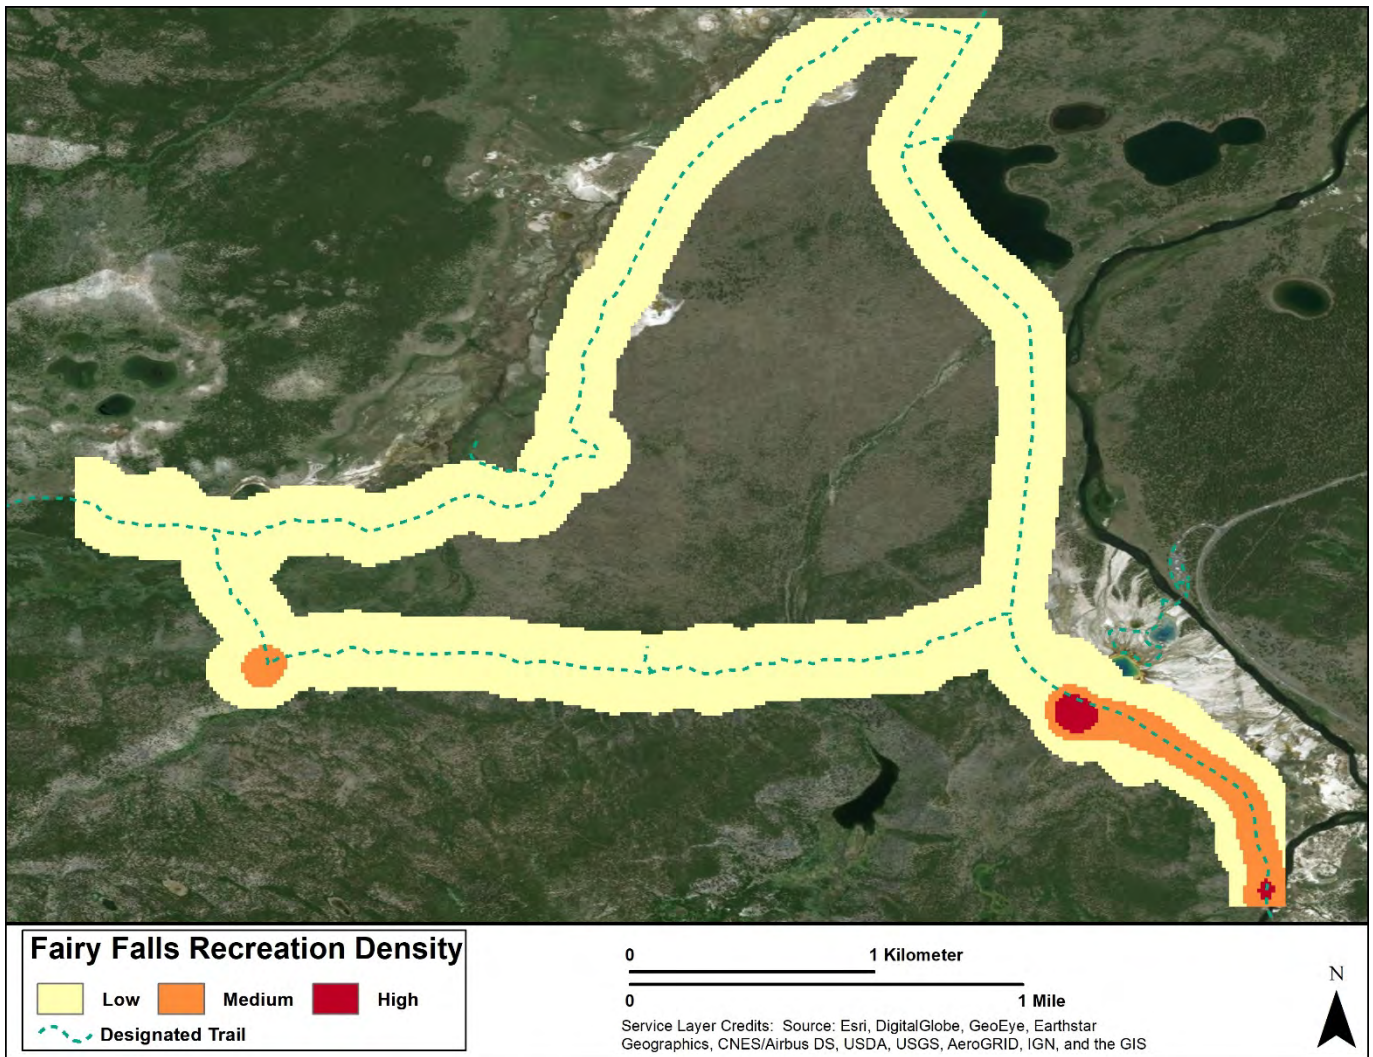 Fairy Falls Recreation Density
Low Medium High
Designated Trail
0 1 Kilometer
0 1 Mile
Service Layer Credits: Source: Esri, DigitalGlobe, GeoEye, Earthstar
Geographics, CNES/Airbus DS, USDA, USGS, AeroGRID, IGN, and the GIS
N